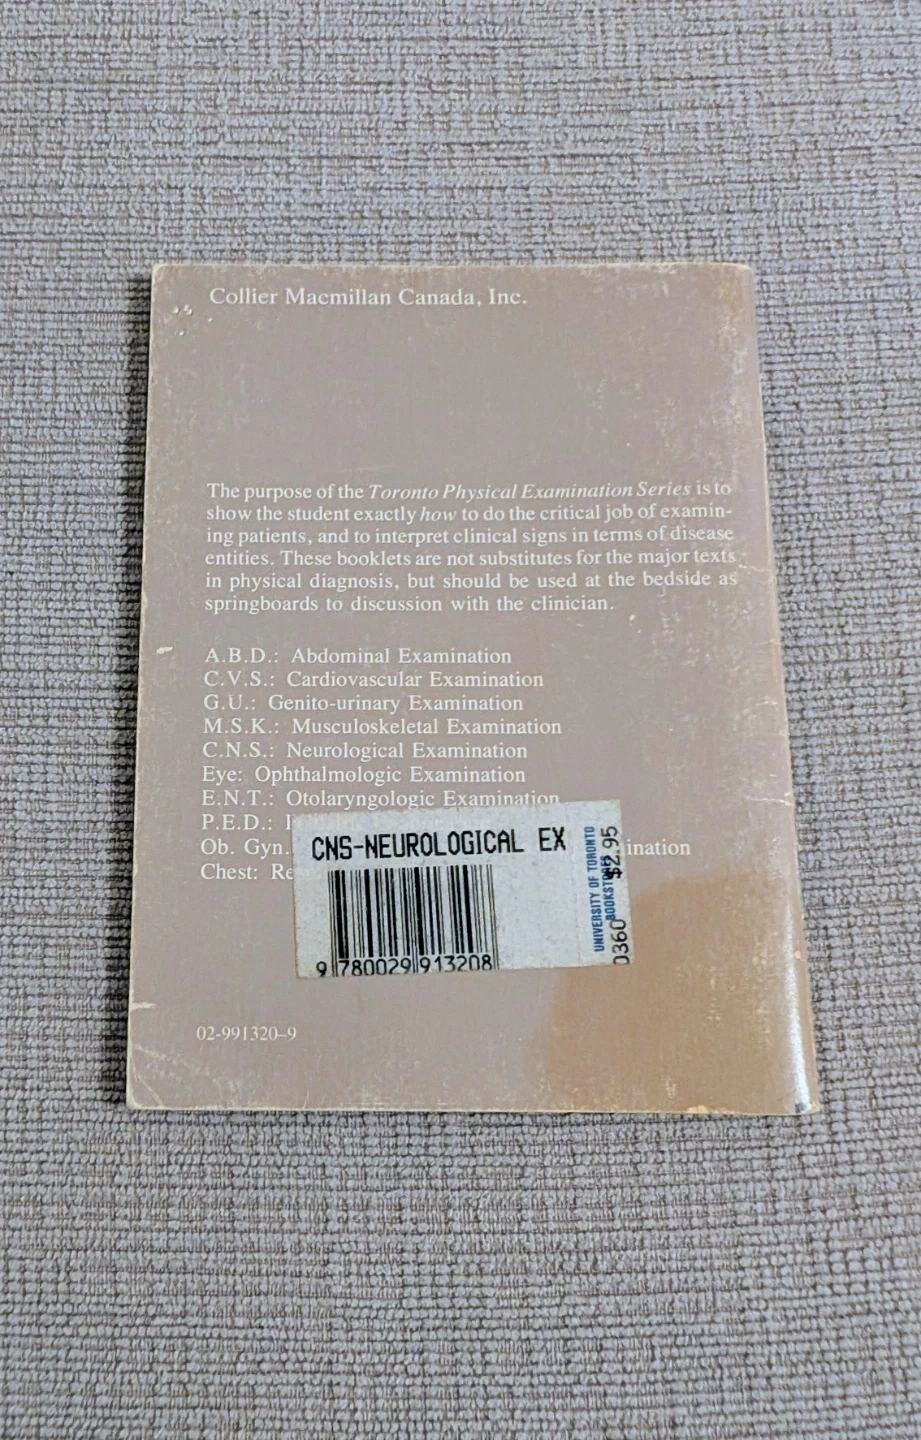 Collier Macmillan Canada, Inc.
The purpose of the Toronto Physical Examination Series is to
show the student exactly how to do the critical job of examin-
ing patients, and to interpret clinical signs in terms of disease
entities. These booklets are not substitutes for the major texts
in physical diagnosis, but should be used at the bedside as
springboards to discussion with the clinician.
A.B.D.: Abdominal Examination
C.V.S.: Cardiovascular Examination
G.U.: Genito-urinary Examination
M.S.K.: Musculoskeletal Examination
C.N.S.: Neurological Examination
Eye: Ophthalmologic Examination
E.N.T.: Otolaryngologic Examination
P.E.D.:
Ob. Gyn. ination
Chest: Re
CNS-NEUROLOGICAL EX
9 780029 913208
UNIVERSITY OF TORONTO
BOOKSTORES
0360 $2.95
02-991320-9